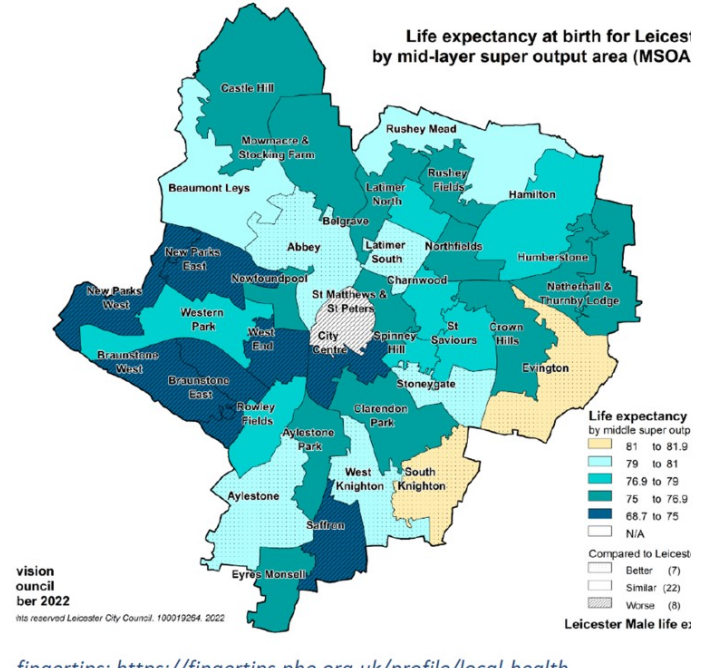 Life expectancy at birth for Leicest
by mid-layer super output area (MSOA
Castle Hill
Mowmacre &
Stocking Farm
Rushey Mead
Beaumont Leys
Latimer
North
Rushey
Fields
Hamilton
Belgrave
Abbey
Latimer
South
Northfields
Humberstone
New Parks
East
Newfoundpool
Charnwood
Netherhall &
Thurnby Lodge
New Parks
West
St Matthews &
St Peters
Western
Park
West
End
City
Centre
Spinney
Hill
St
Saviours
Crown
Hills
Braunstone
West
Evington
Braunstone
East
Stoneygate
Rowley
Fields
Clarendon
Park
Aylestone
Park
West
Knighton
South
Knighton
Aylestone
Saffron
Eyres Monsell
Life expectancy
by middle super outp
81 to 81.9
79 to 81
76.9 to 79
75 to 76.9
68.7 to 75
N/A
Compared to Leicest
Better (7)
Similar (22)
Worse (8)
Leicester Male life ex
vision
ouncil
ber 2022
hts reserved Leicester City Council. 100019264. 2022
fingertips: https://fingertips.phe.org.uk/profile/local-health